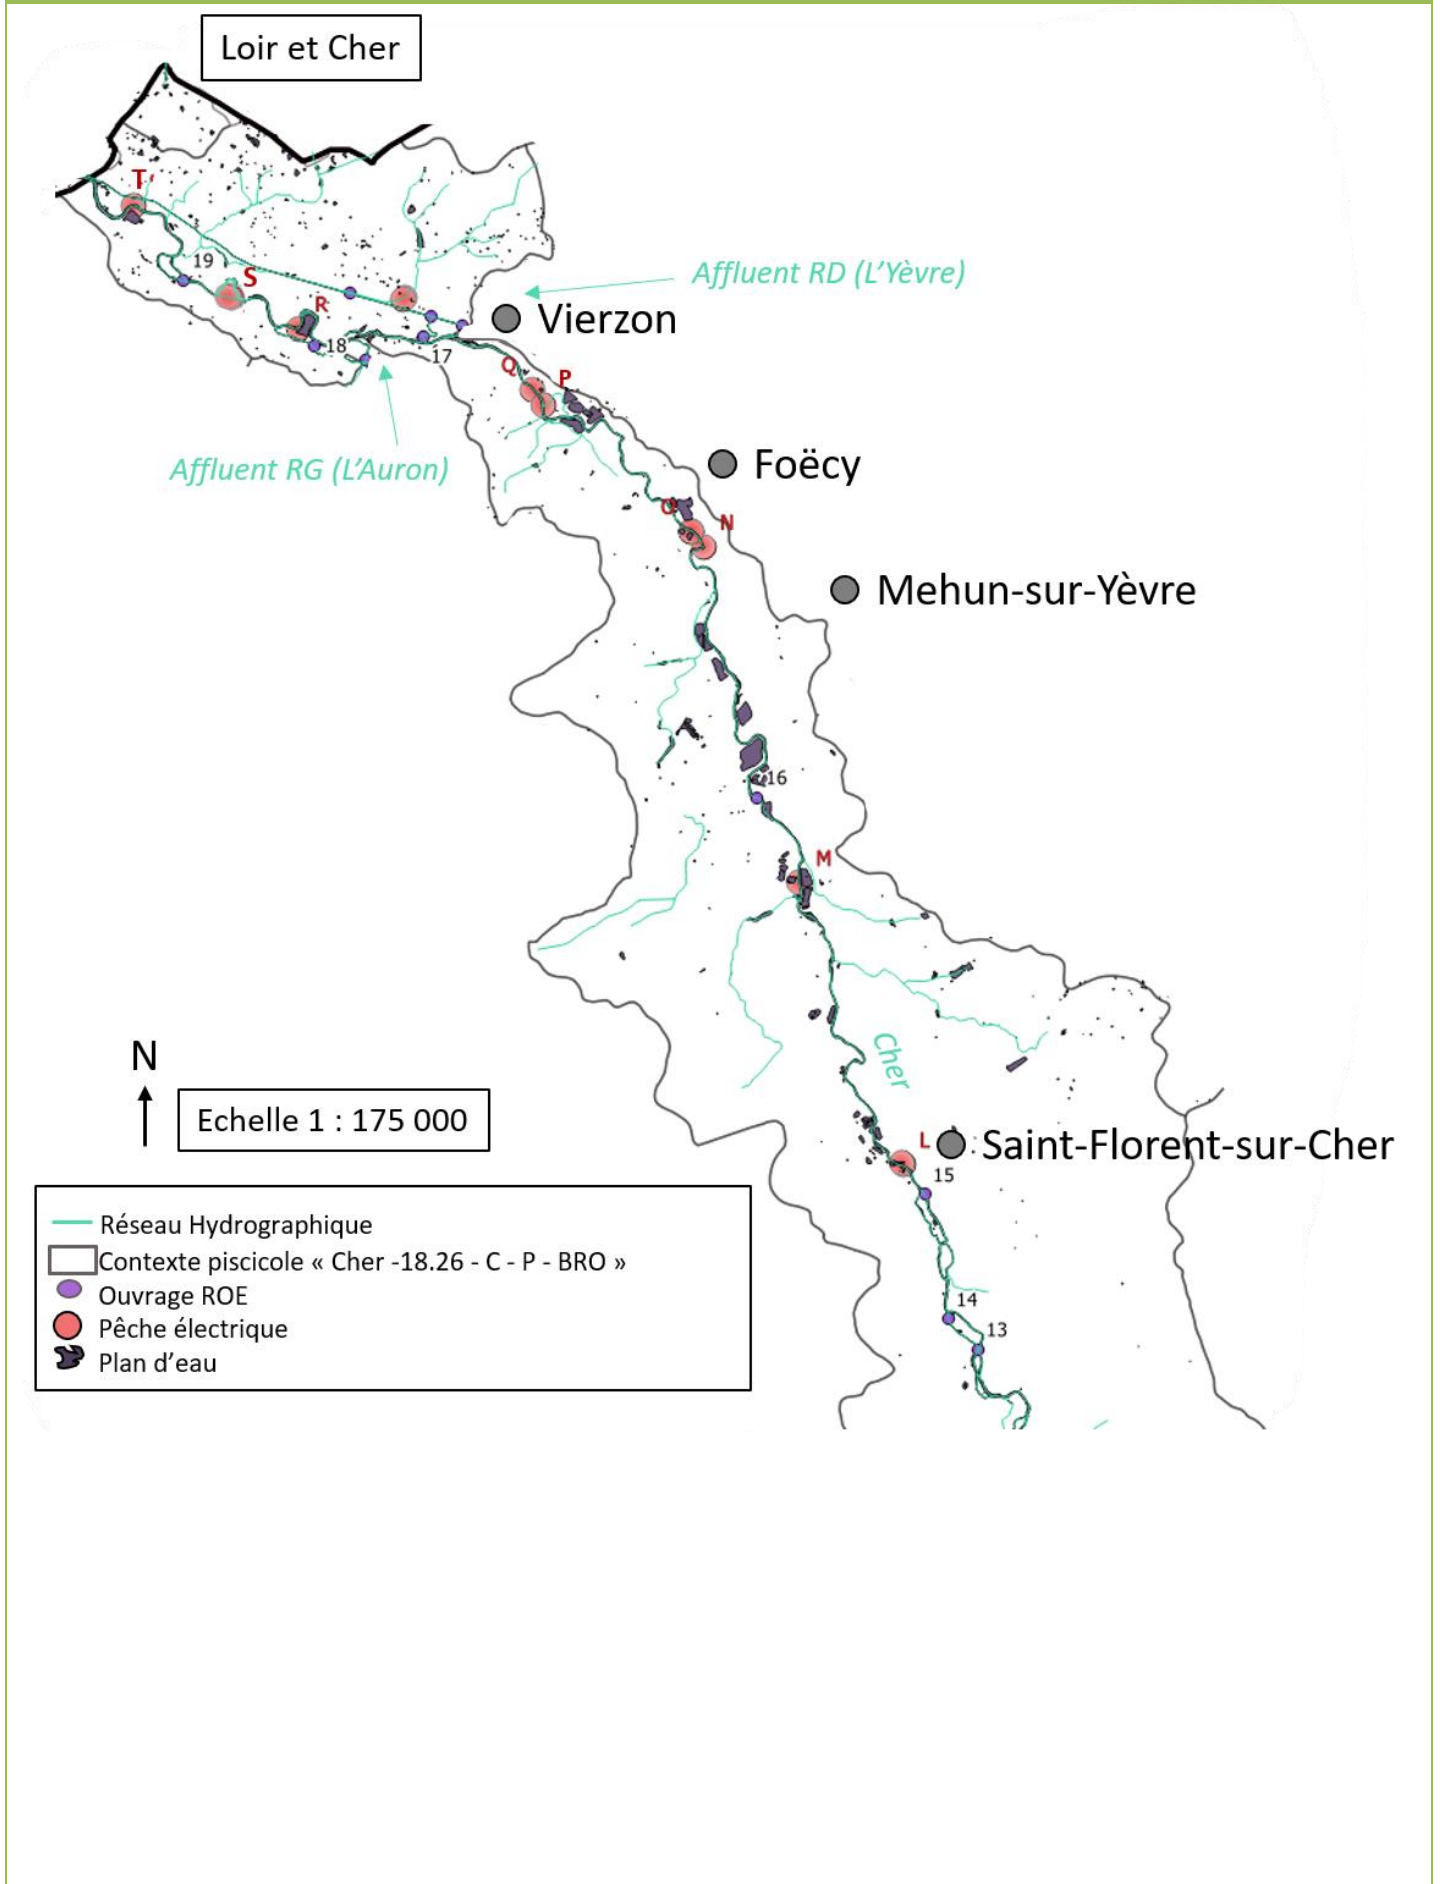 Loir et Cher
T
19
S
R
Affluent RD (L'Yèvre)
Vierzon
18
17
Q
P
Affluent RG (L'Auron)
Foëcy
O
N
Mehun-sur-Yèvre
16
M
Cher
N
Echelle 1 : 175 000
L
Saint-Florent-sur-Cher
15
Réseau Hydrographique
Contexte piscicole « Cher -18.26 - C - P - BRO »
Ouvrage ROE
Pêche électrique
Plan d'eau
14
13